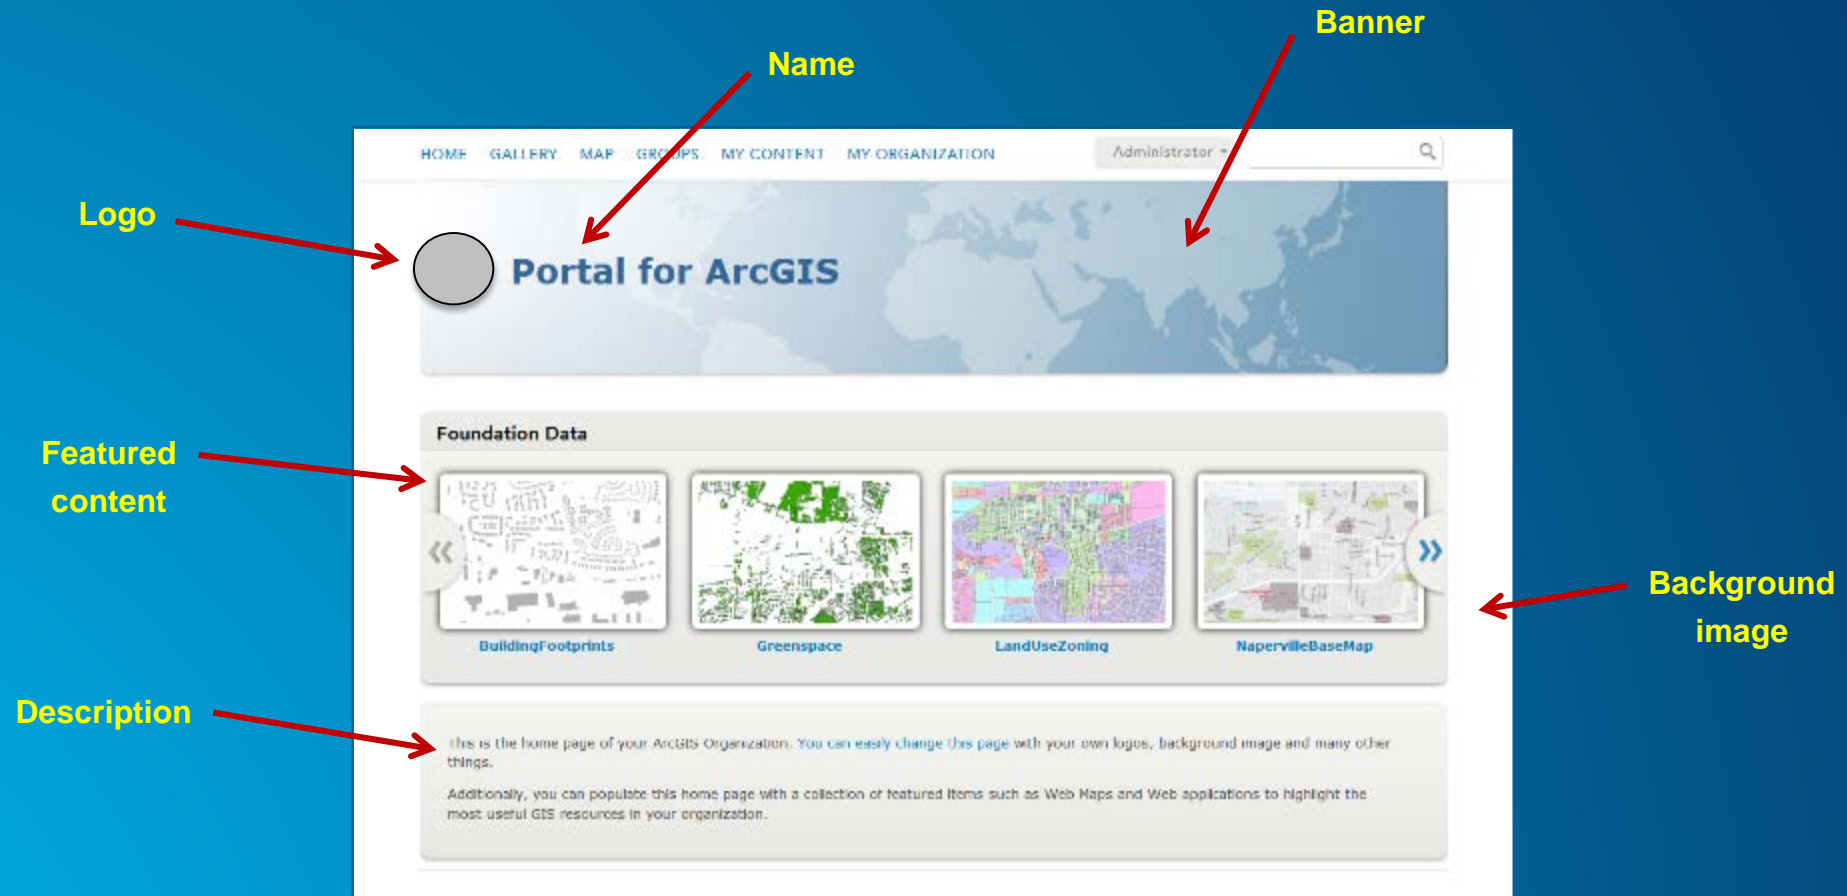 Banner
Name
HOME GALLERY MAP GROUPS MY CONTENT MY ORGANIZATION Administrator
Logo
Portal for ArcGIS
Foundation Data
Featured
content
BuildingFootprints Greenspace LandUseZoning NapervilleBaseMap
Background
image
Description
This is the home page of your ArcGIS Organization. You can easily change this page with your own logos, background image and many other
things.
Additionally, you can populate this home page with a collection of featured items such as Web Maps and Web applications to highlight the
most useful GIS resources in your organization.